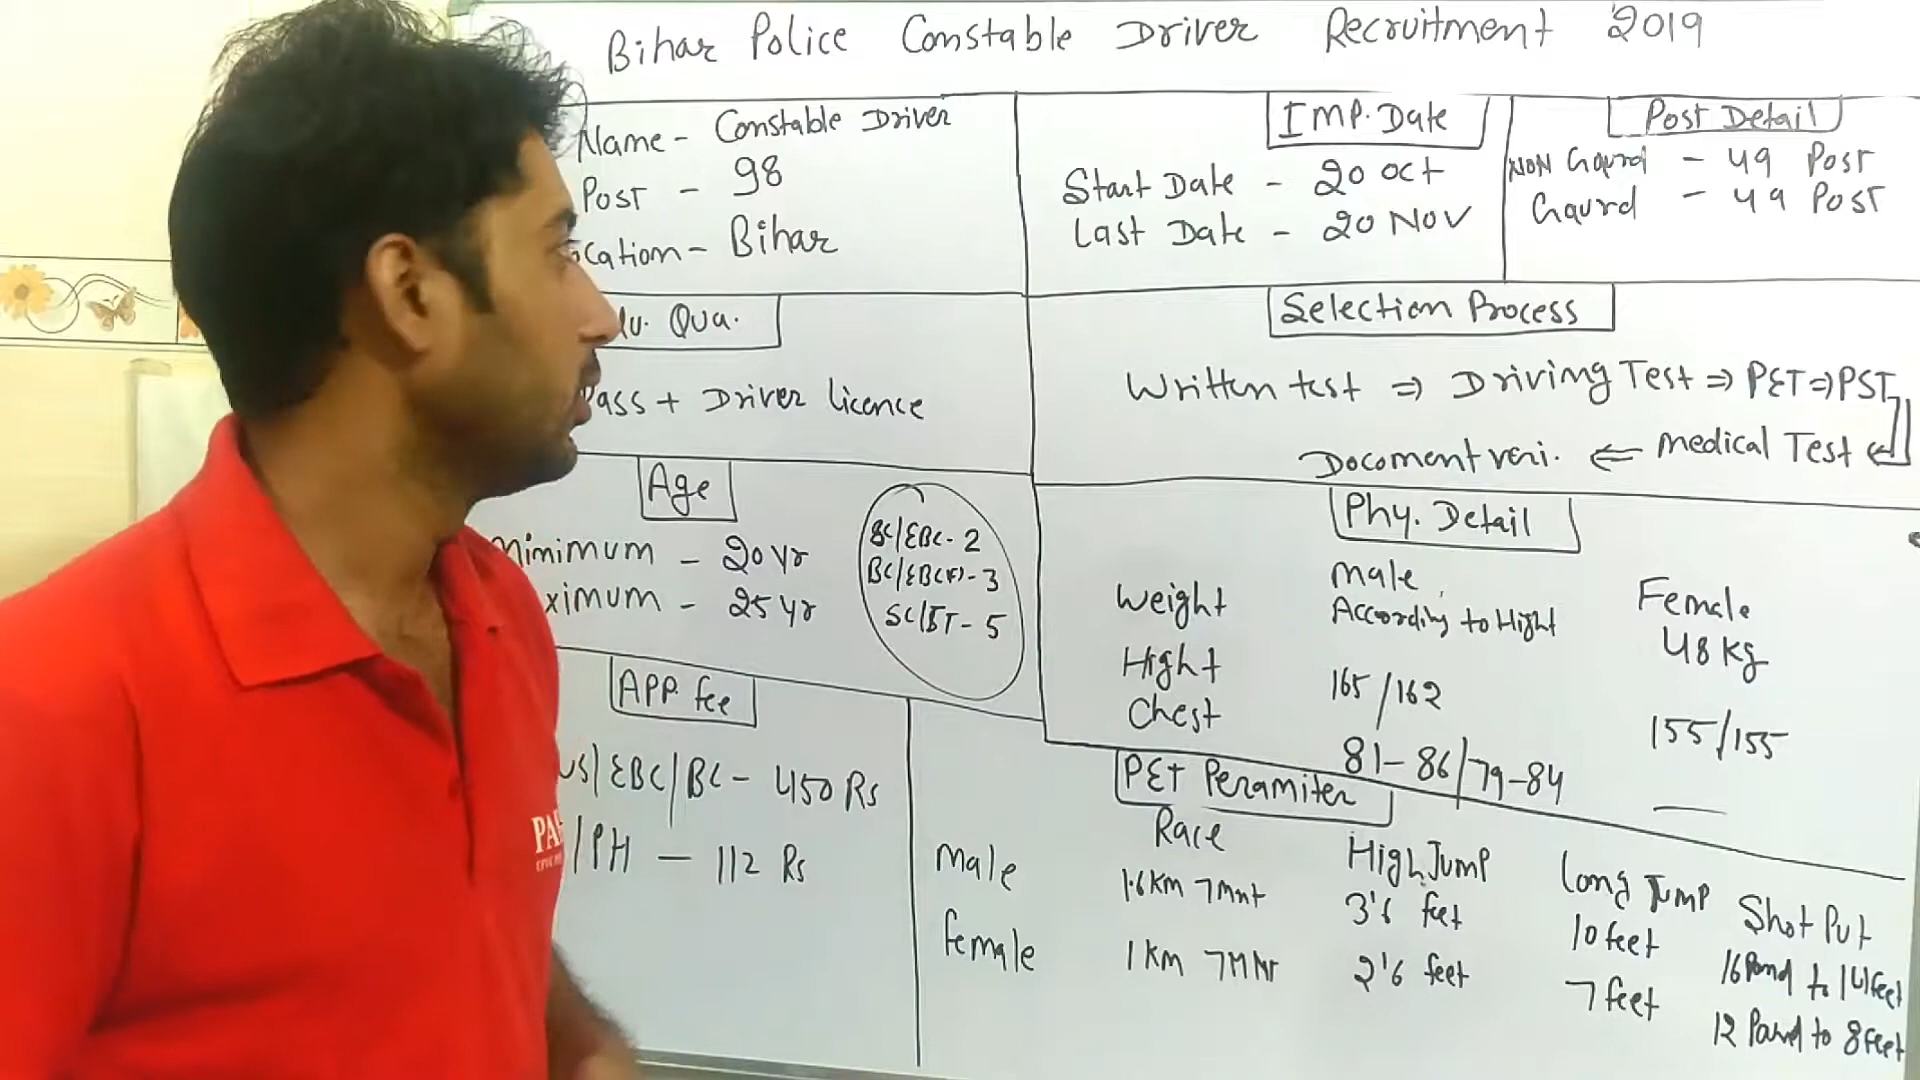 Bihar Police Constable Driver Recruitment 2019
Name - Constable Driver
Post - 98
cation - Bihar
du. Qua.
Pass + Driver licence
Age
Minimum - 20 yr
ximum - 25 yr
BC/EBC - 2
BC/EBC(F) - 3
SC/ST - 5
APP. fee
ws/EBC/BC - 450 Rs
/PH - 112 Rs
IMP. Date
Start Date - 20 Oct
Last Date - 20 NOV
Post Detail
NON Gaurd - 49 Post
Gaurd - 49 Post
Selection Process
Written test ⇒ Driving Test ⇒ PET ⇒ PST
Docoment veri. ⇐ Medical Test ⇐
Phy. Detail
Male Female
Weight According to Hight 48 kg
Hight 165/162 155/155
Chest 81-86/79-84 —
PET Peramiter
Race High Jump Long Jump Shot Put
Male 1.6 Km 7 Mnt 3'6 feet 10 feet 16 Pond to 14 feet
female 1 Km 7 Mnt 2'6 feet 7 feet 12 Pond to 8 feet
PA